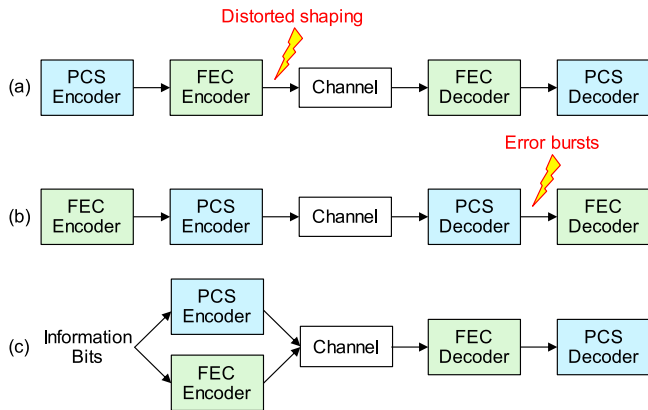 Distorted shaping
(a)
PCS
Encoder
FEC
Encoder
Channel
FEC
Decoder
PCS
Decoder
Error bursts
(b)
FEC
Encoder
PCS
Encoder
Channel
PCS
Decoder
FEC
Decoder
(c)
Information
Bits
PCS
Encoder
FEC
Encoder
Channel
FEC
Decoder
PCS
Decoder